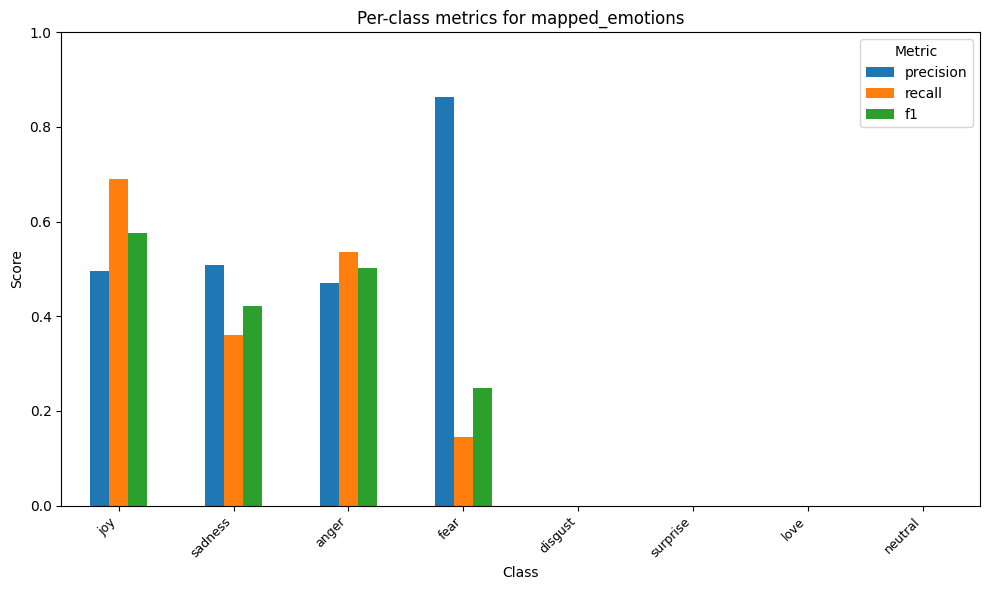 Per-class metrics for mapped_emotions
1.0
0.8
0.6
0.4
0.2
0.0
Score
Metric
precision
recall
f1
joy
sadness
anger
fear
disgust
surprise
love
neutral
Class